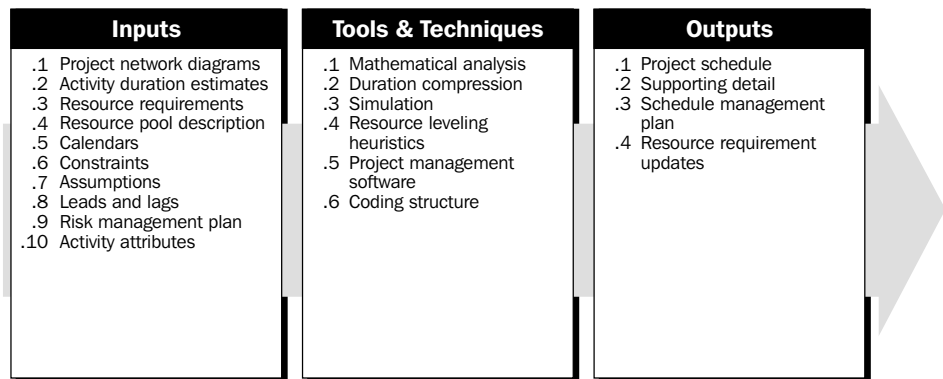 Inputs
.1 Project network diagrams
.2 Activity duration estimates
.3 Resource requirements
.4 Resource pool description
.5 Calendars
.6 Constraints
.7 Assumptions
.8 Leads and lags
.9 Risk management plan
.10 Activity attributes
Tools & Techniques
.1 Mathematical analysis
.2 Duration compression
.3 Simulation
.4 Resource leveling
heuristics
.5 Project management
software
.6 Coding structure
Outputs
.1 Project schedule
.2 Supporting detail
.3 Schedule management
plan
.4 Resource requirement
updates